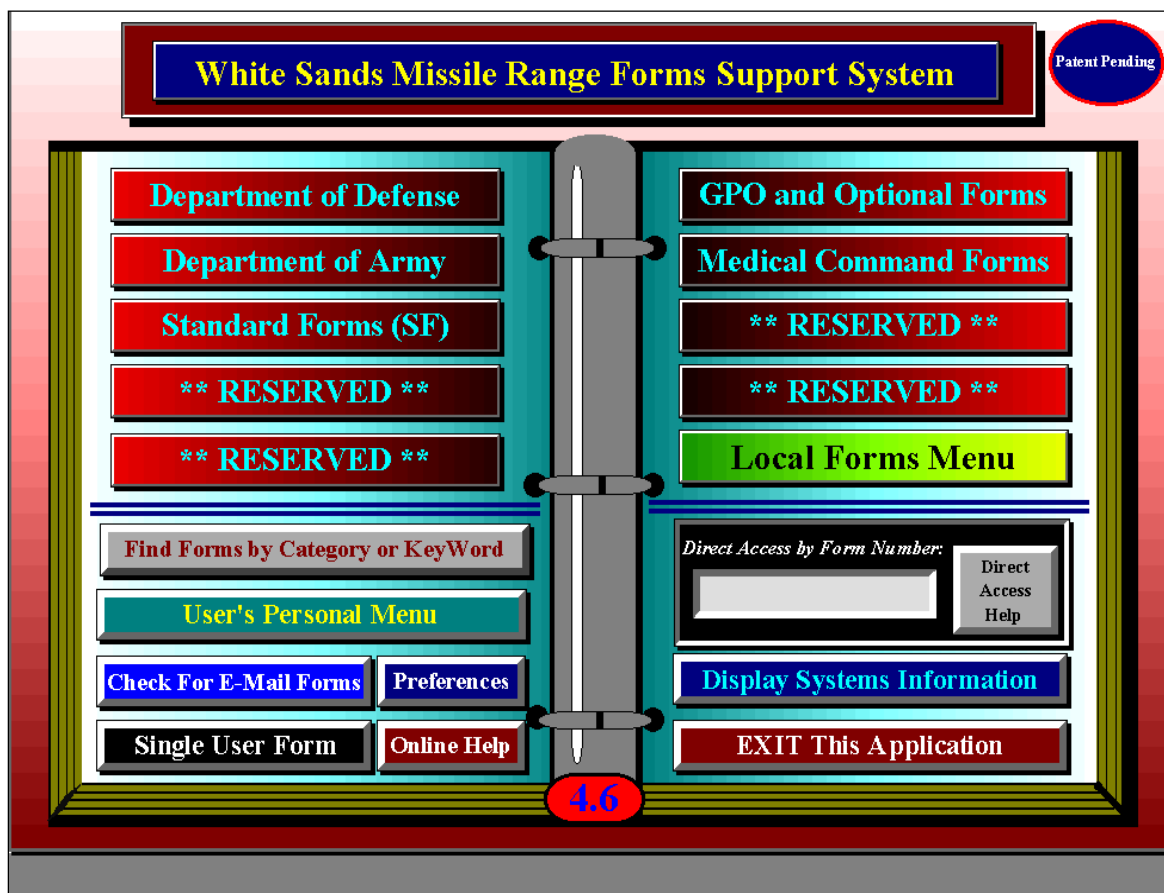 White Sands Missile Range Forms Support System
Patent Pending
Department of Defense
Department of Army
Standard Forms (SF)
** RESERVED **
** RESERVED **
GPO and Optional Forms
Medical Command Forms
** RESERVED **
** RESERVED **
Local Forms Menu
Find Forms by Category or KeyWord
User's Personal Menu
Check For E-Mail Forms
Preferences
Single User Form
Online Help
Direct Access by Form Number:
Direct
Access
Help
Display Systems Information
EXIT This Application
4.6